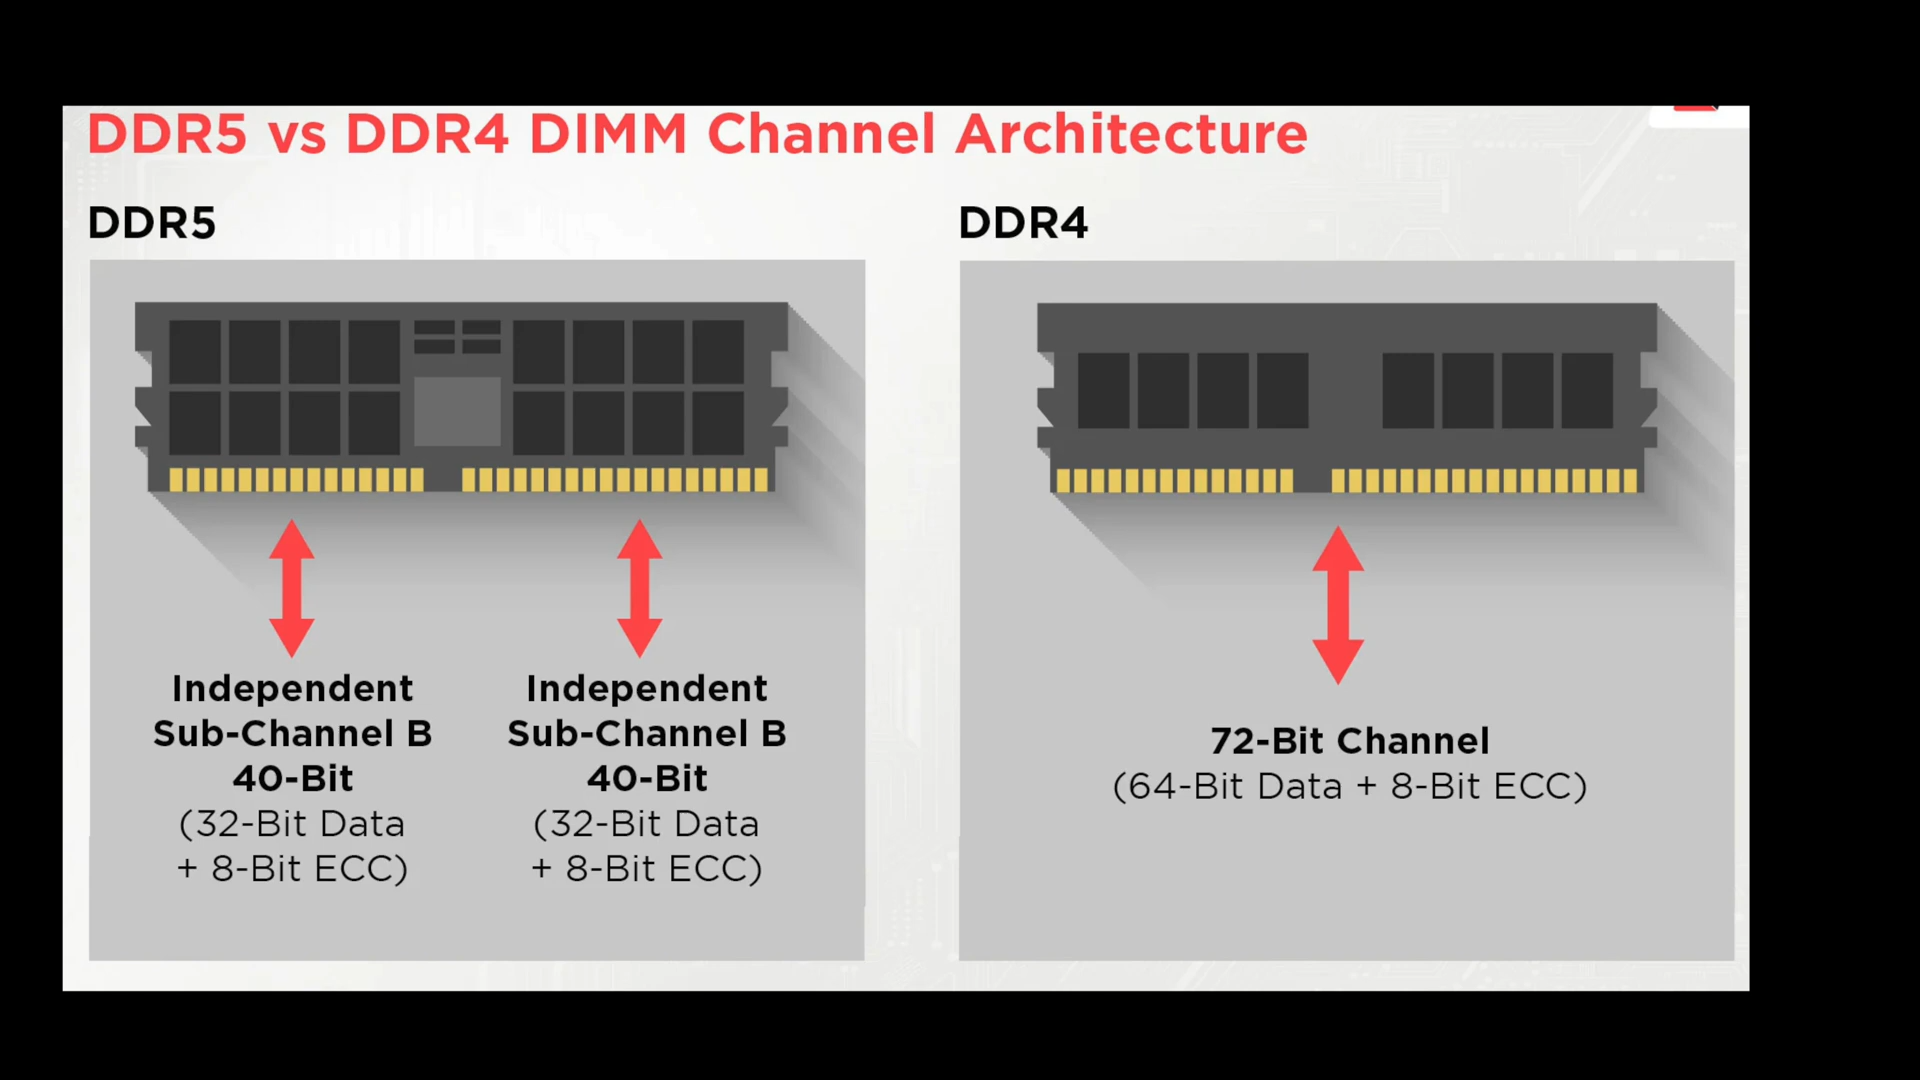 DDR5 vs DDR4 DIMM Channel Architecture
DDR5
Independent
Sub-Channel B
40-Bit
(32-Bit Data
+ 8-Bit ECC)
Independent
Sub-Channel B
40-Bit
(32-Bit Data
+ 8-Bit ECC)
DDR4
72-Bit Channel
(64-Bit Data + 8-Bit ECC)